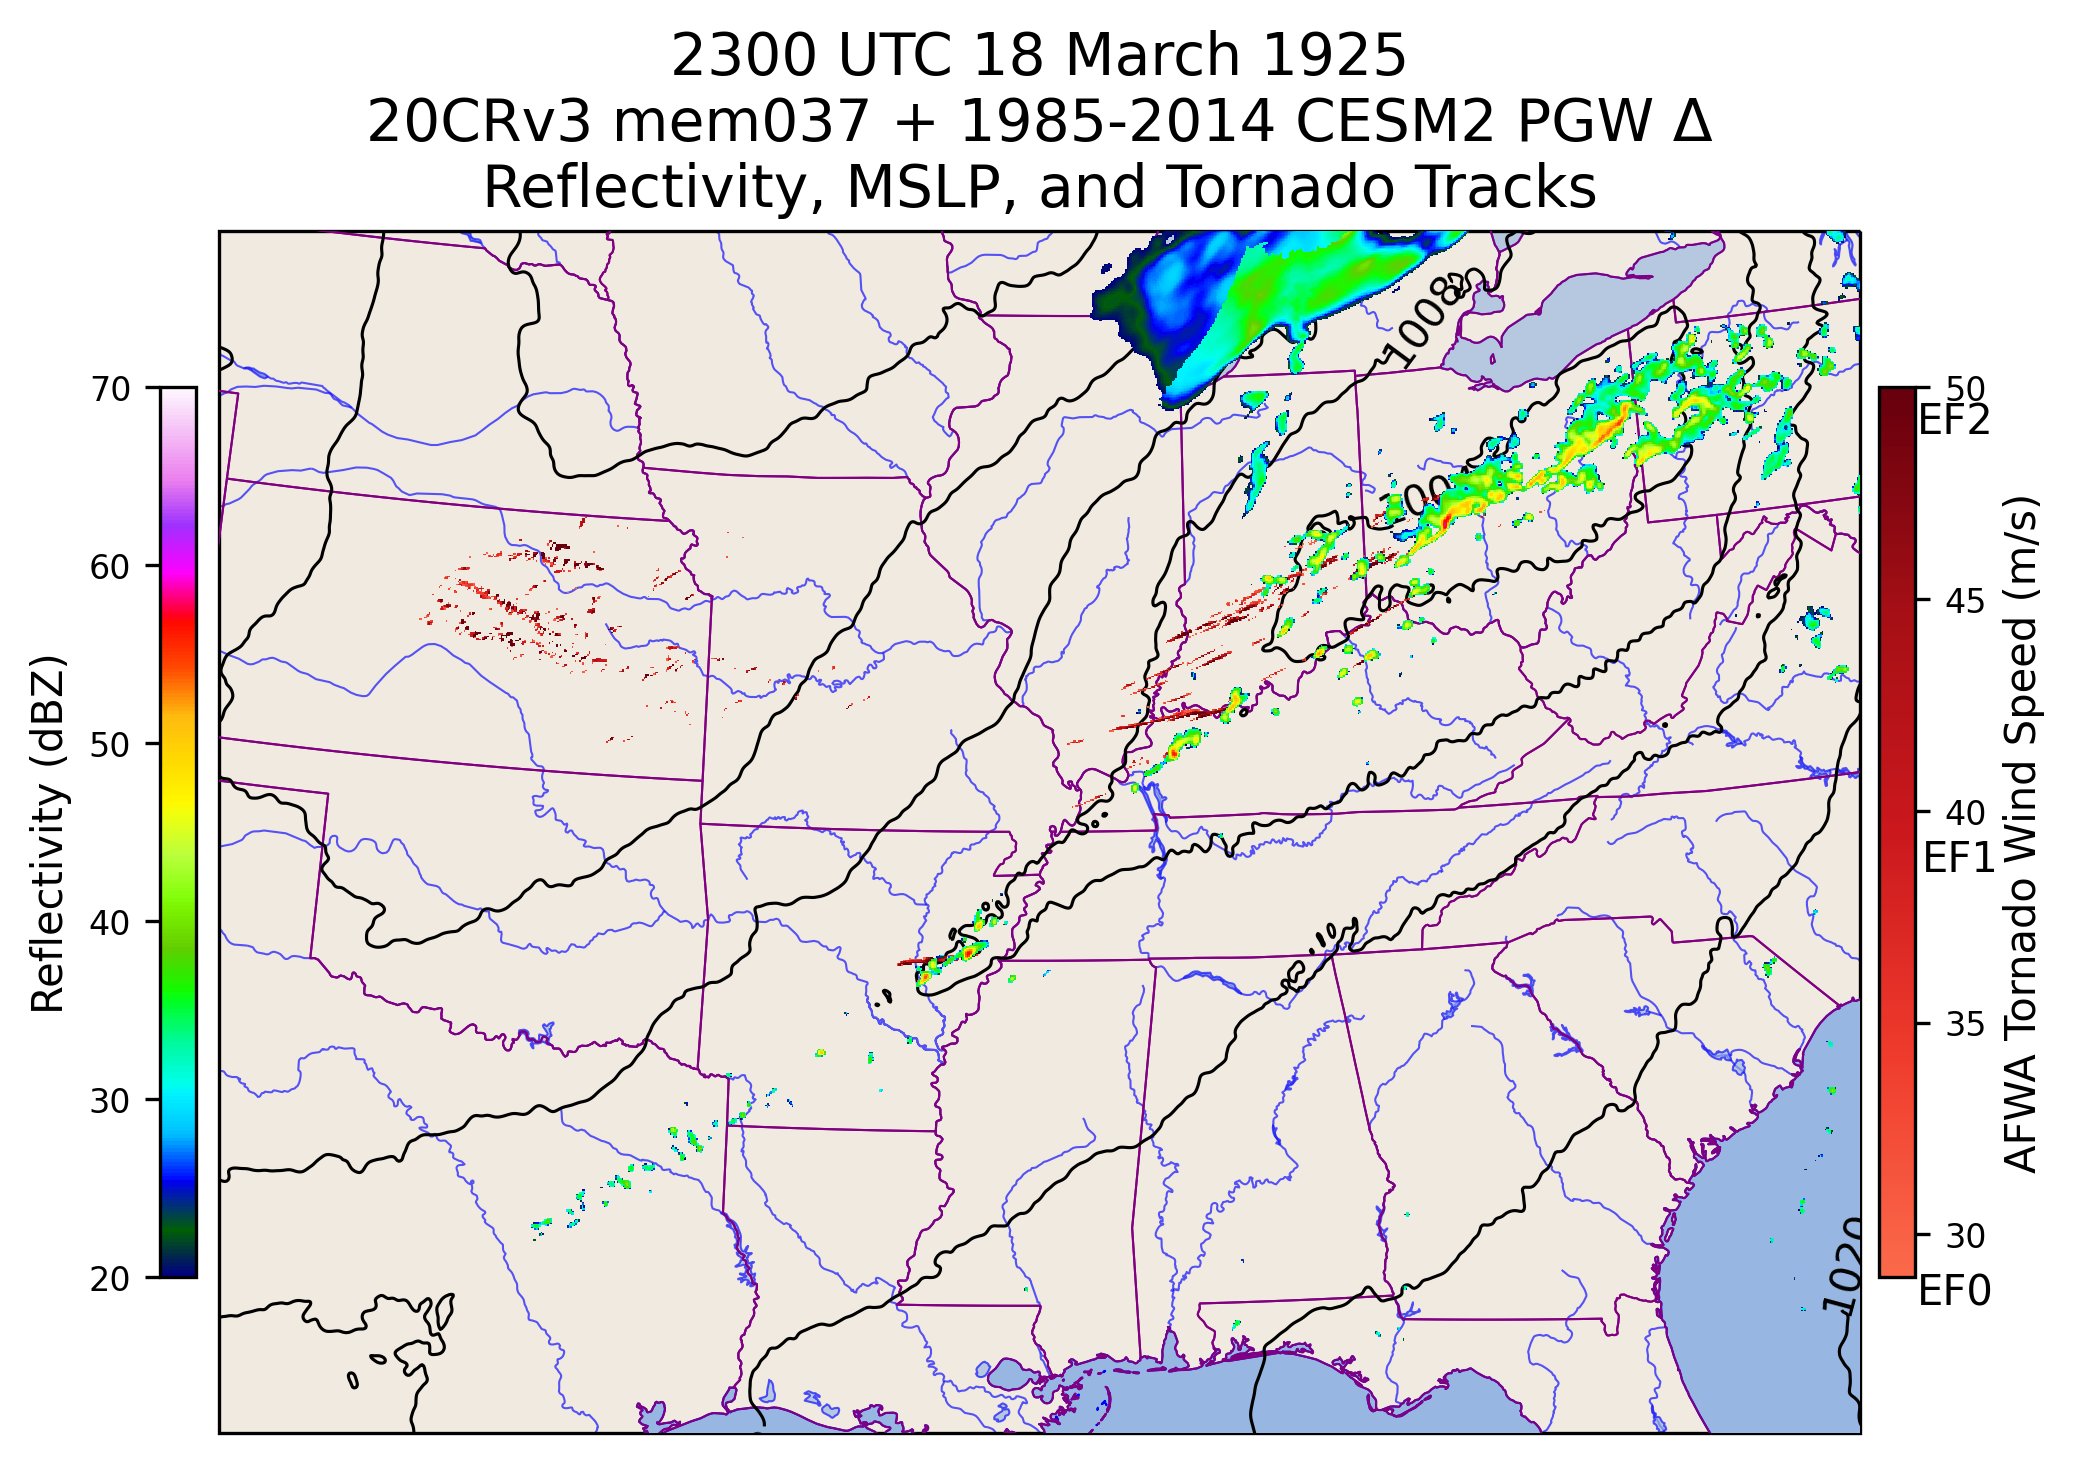 2300 UTC 18 March 1925
20CRv3 mem037 + 1985-2014 CESM2 PGW Δ
Reflectivity, MSLP, and Tornado Tracks
1008
100
1020
70
60
50
40
30
20
Reflectivity (dBZ)
50
EF2
45
40
EF1
35
30
EF0
AFWA Tornado Wind Speed (m/s)